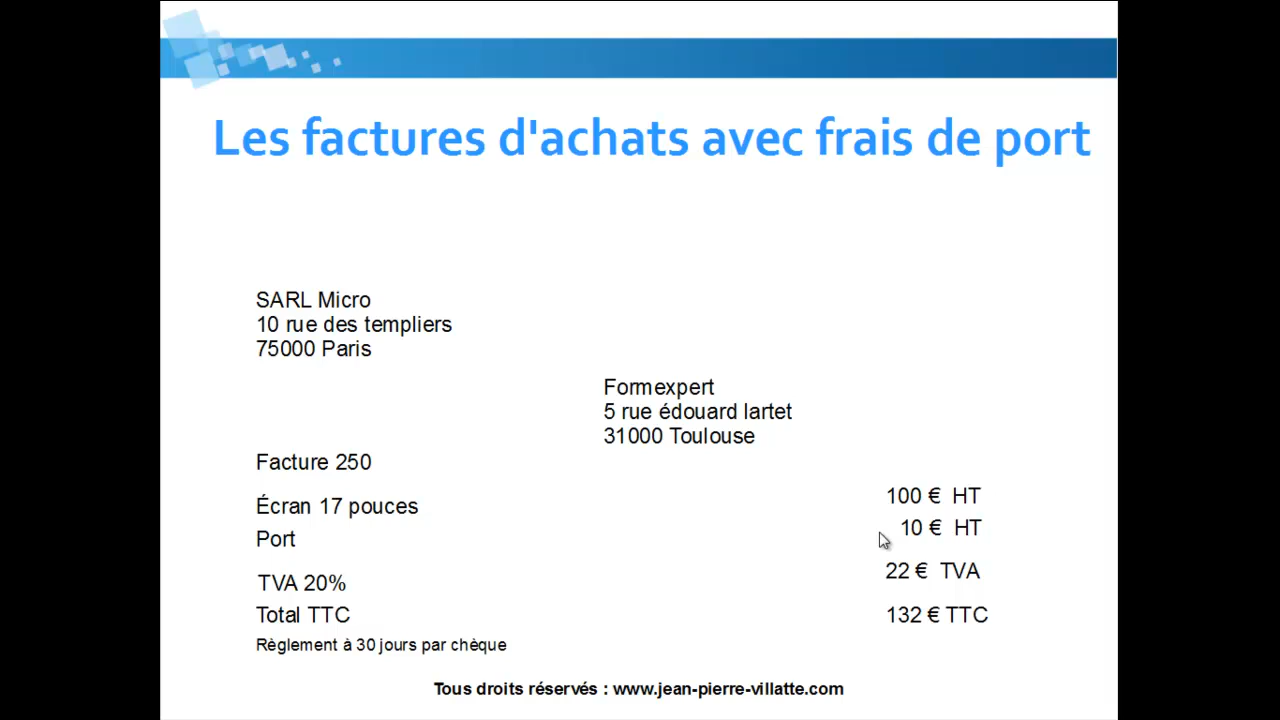 Les factures d'achats avec frais de port
SARL Micro
10 rue des templiers
75000 Paris
Formexpert
5 rue édouard lartet
31000 Toulouse
Facture 250
Écran 17 pouces 100 € HT
Port 10 € HT
TVA 20% 22 € TVA
Total TTC 132 € TTC
Règlement à 30 jours par chèque
Tous droits réservés : www.jean-pierre-villatte.com